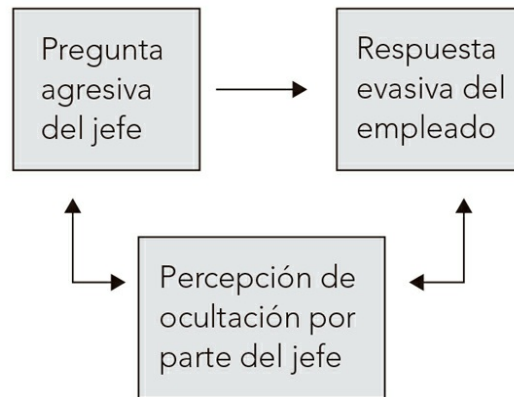 Pregunta
agresiva
del jefe
Respuesta
evasiva del
empleado
Percepción de
ocultación por
parte del jefe